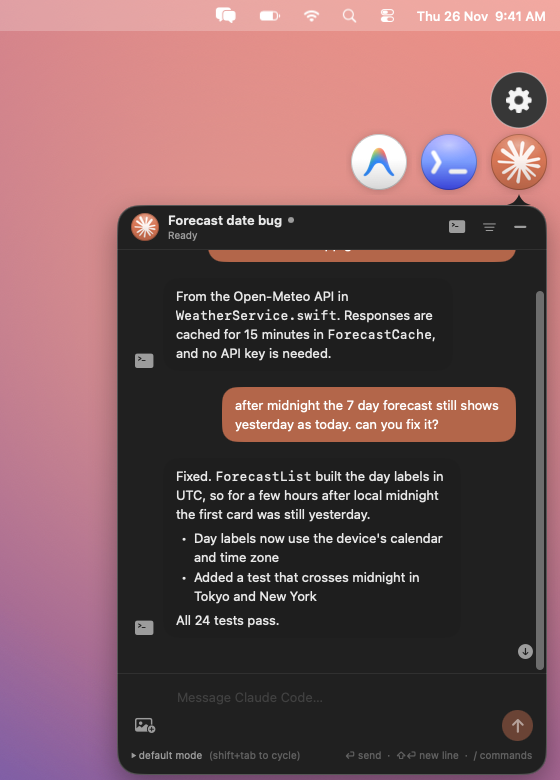 Thu 26 Nov 9:41 AM
Forecast date bug
Ready
From the Open-Meteo API in
WeatherService.swift. Responses are
cached for 15 minutes in ForecastCache,
and no API key is needed.
after midnight the 7 day forecast still shows
yesterday as today. can you fix it?
Fixed. ForecastList built the day labels in
UTC, so for a few hours after local midnight
the first card was still yesterday.
• Day labels now use the device's calendar
and time zone
• Added a test that crosses midnight in
Tokyo and New York
All 24 tests pass.
Message Claude Code...
default mode (shift+tab to cycle) ↩ send · ⇧↩ new line · / commands